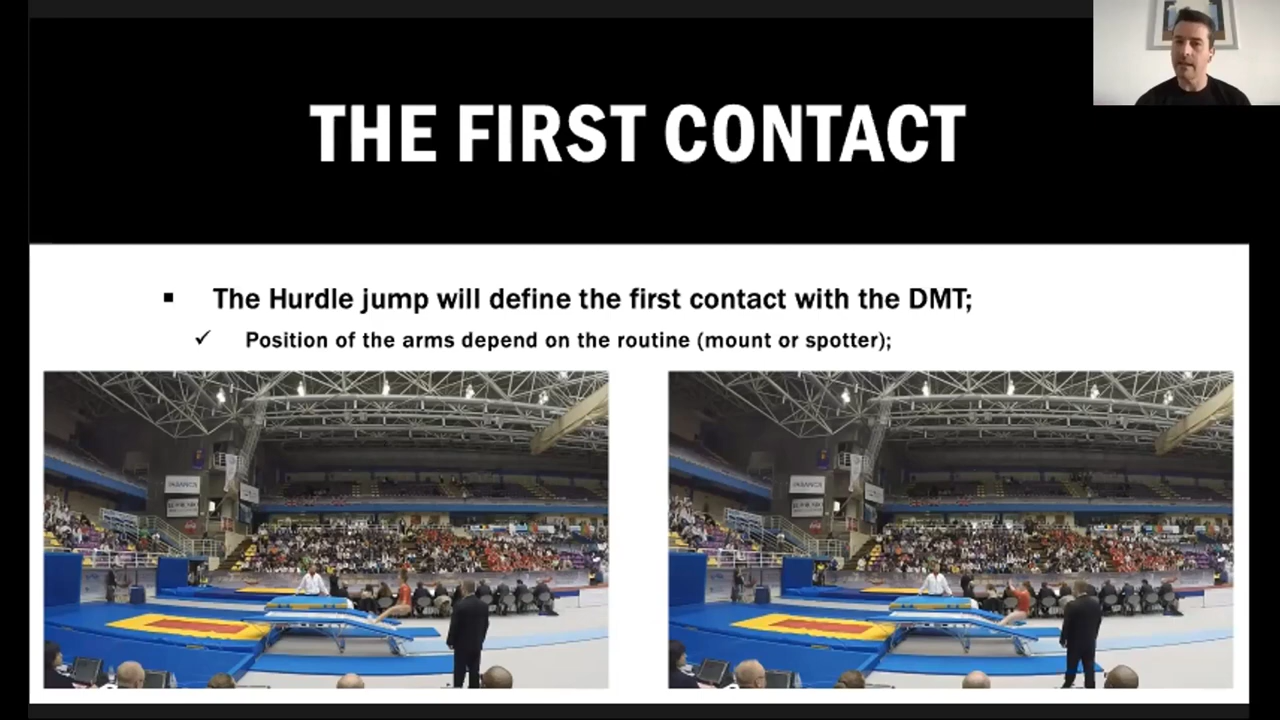 THE FIRST CONTACT
▪ The Hurdle jump will define the first contact with the DMT;
✓ Position of the arms depend on the routine (mount or spotter);